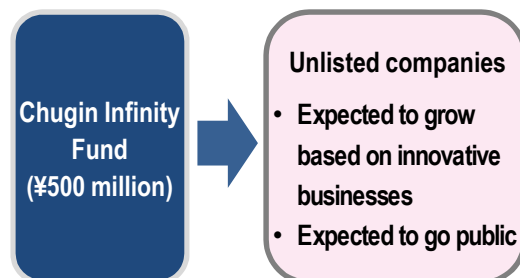 Chugin Infinity
Fund
(¥500 million)
Unlisted companies
• Expected to grow
based on innovative
businesses
• Expected to go public